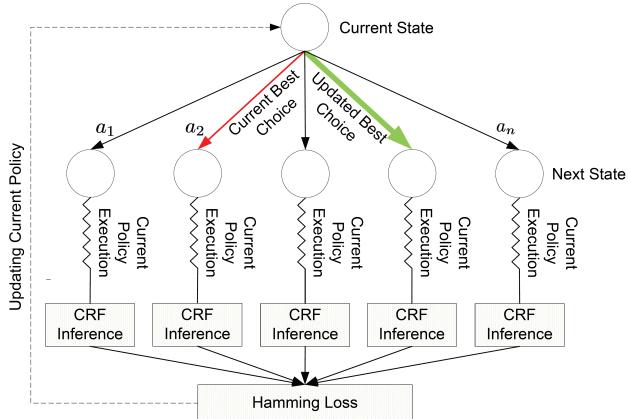 Current State
Updating Current Policy
a1
a2
Current Best
Choice
Updated Best
Choice
an
Next State
Current
Policy
Execution
Current
Policy
Execution
Current
Policy
Execution
Current
Policy
Execution
Current
Policy
Execution
CRF
Inference
CRF
Inference
CRF
Inference
CRF
Inference
CRF
Inference
Hamming Loss